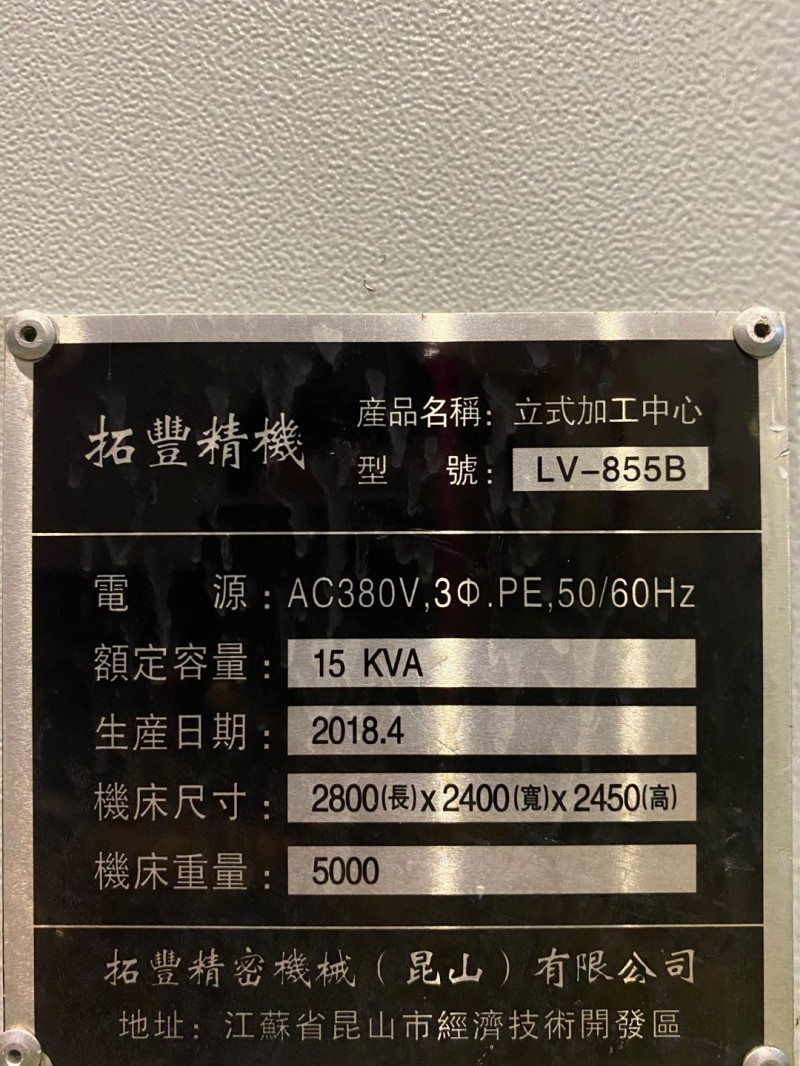 拓豐精機
産品名稱：立式加工中心
型 號：LV-855B
電 源：AC380V,3Φ.PE,50/60Hz
額定容量：15 KVA
生産日期：2018.4
機床尺寸：2800(長)x2400(寬)x2450(高)
機床重量：5000
拓豐精密機械（昆山）有限公司
地址：江蘇省昆山市經濟技術開發區